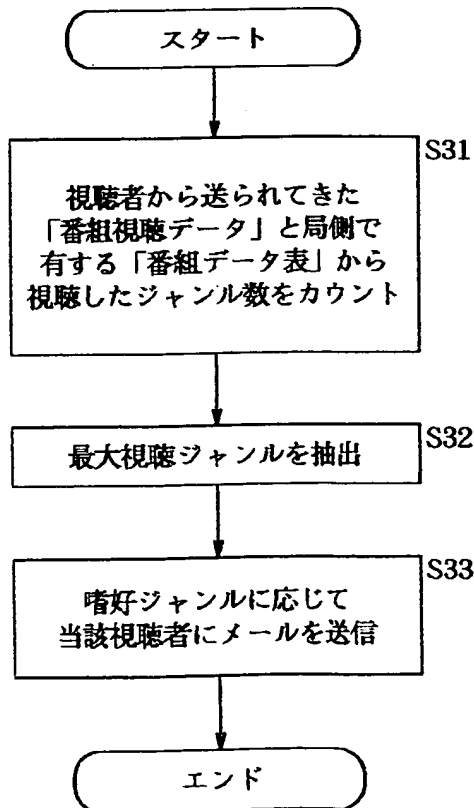 スタート
S31
視聴者から送られてきた
「番組視聴データ」と局側で
有する「番組データ表」から
視聴したジャンル数をカウント
S32
最大視聴ジャンルを抽出
S33
嗜好ジャンルに応じて
当該視聴者にメールを送信
エンド